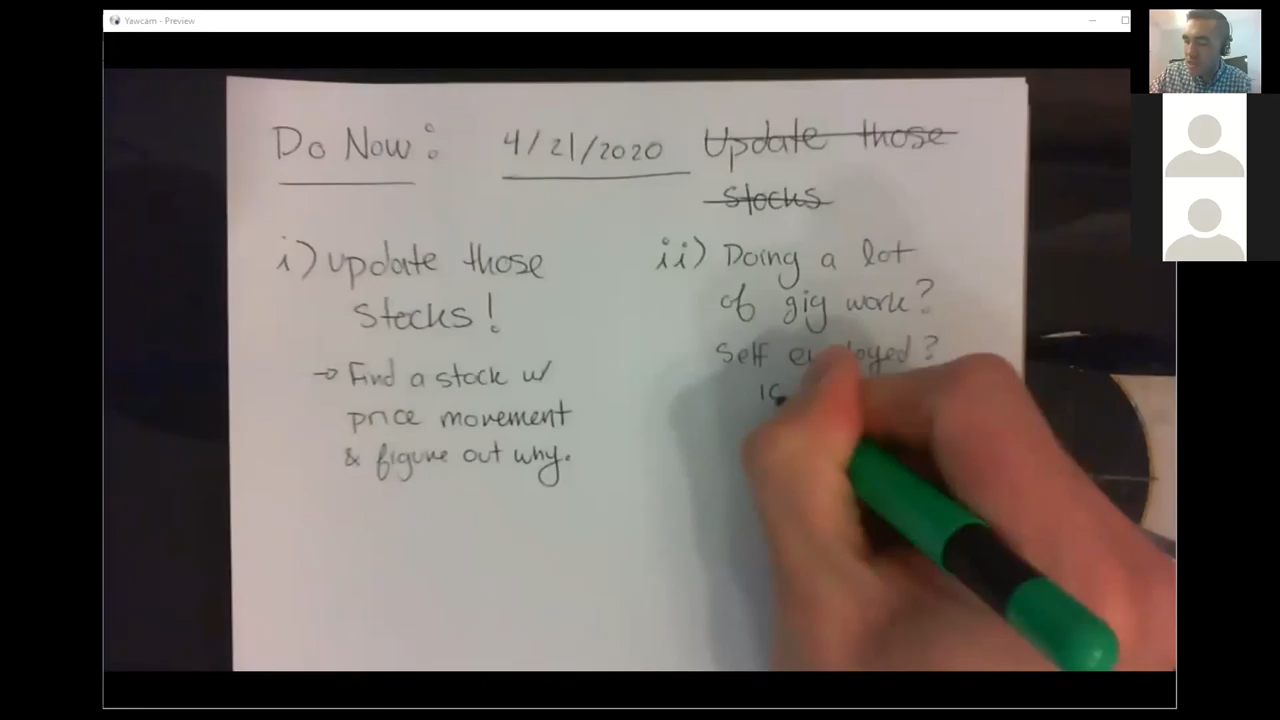 Yawcam - Preview
Do Now: 4/21/2020 Update those
stocks
i) update those
stocks!
→ Find a stock w/
price movement
& figure out why.
ii) Doing a lot
of gig work?
Self